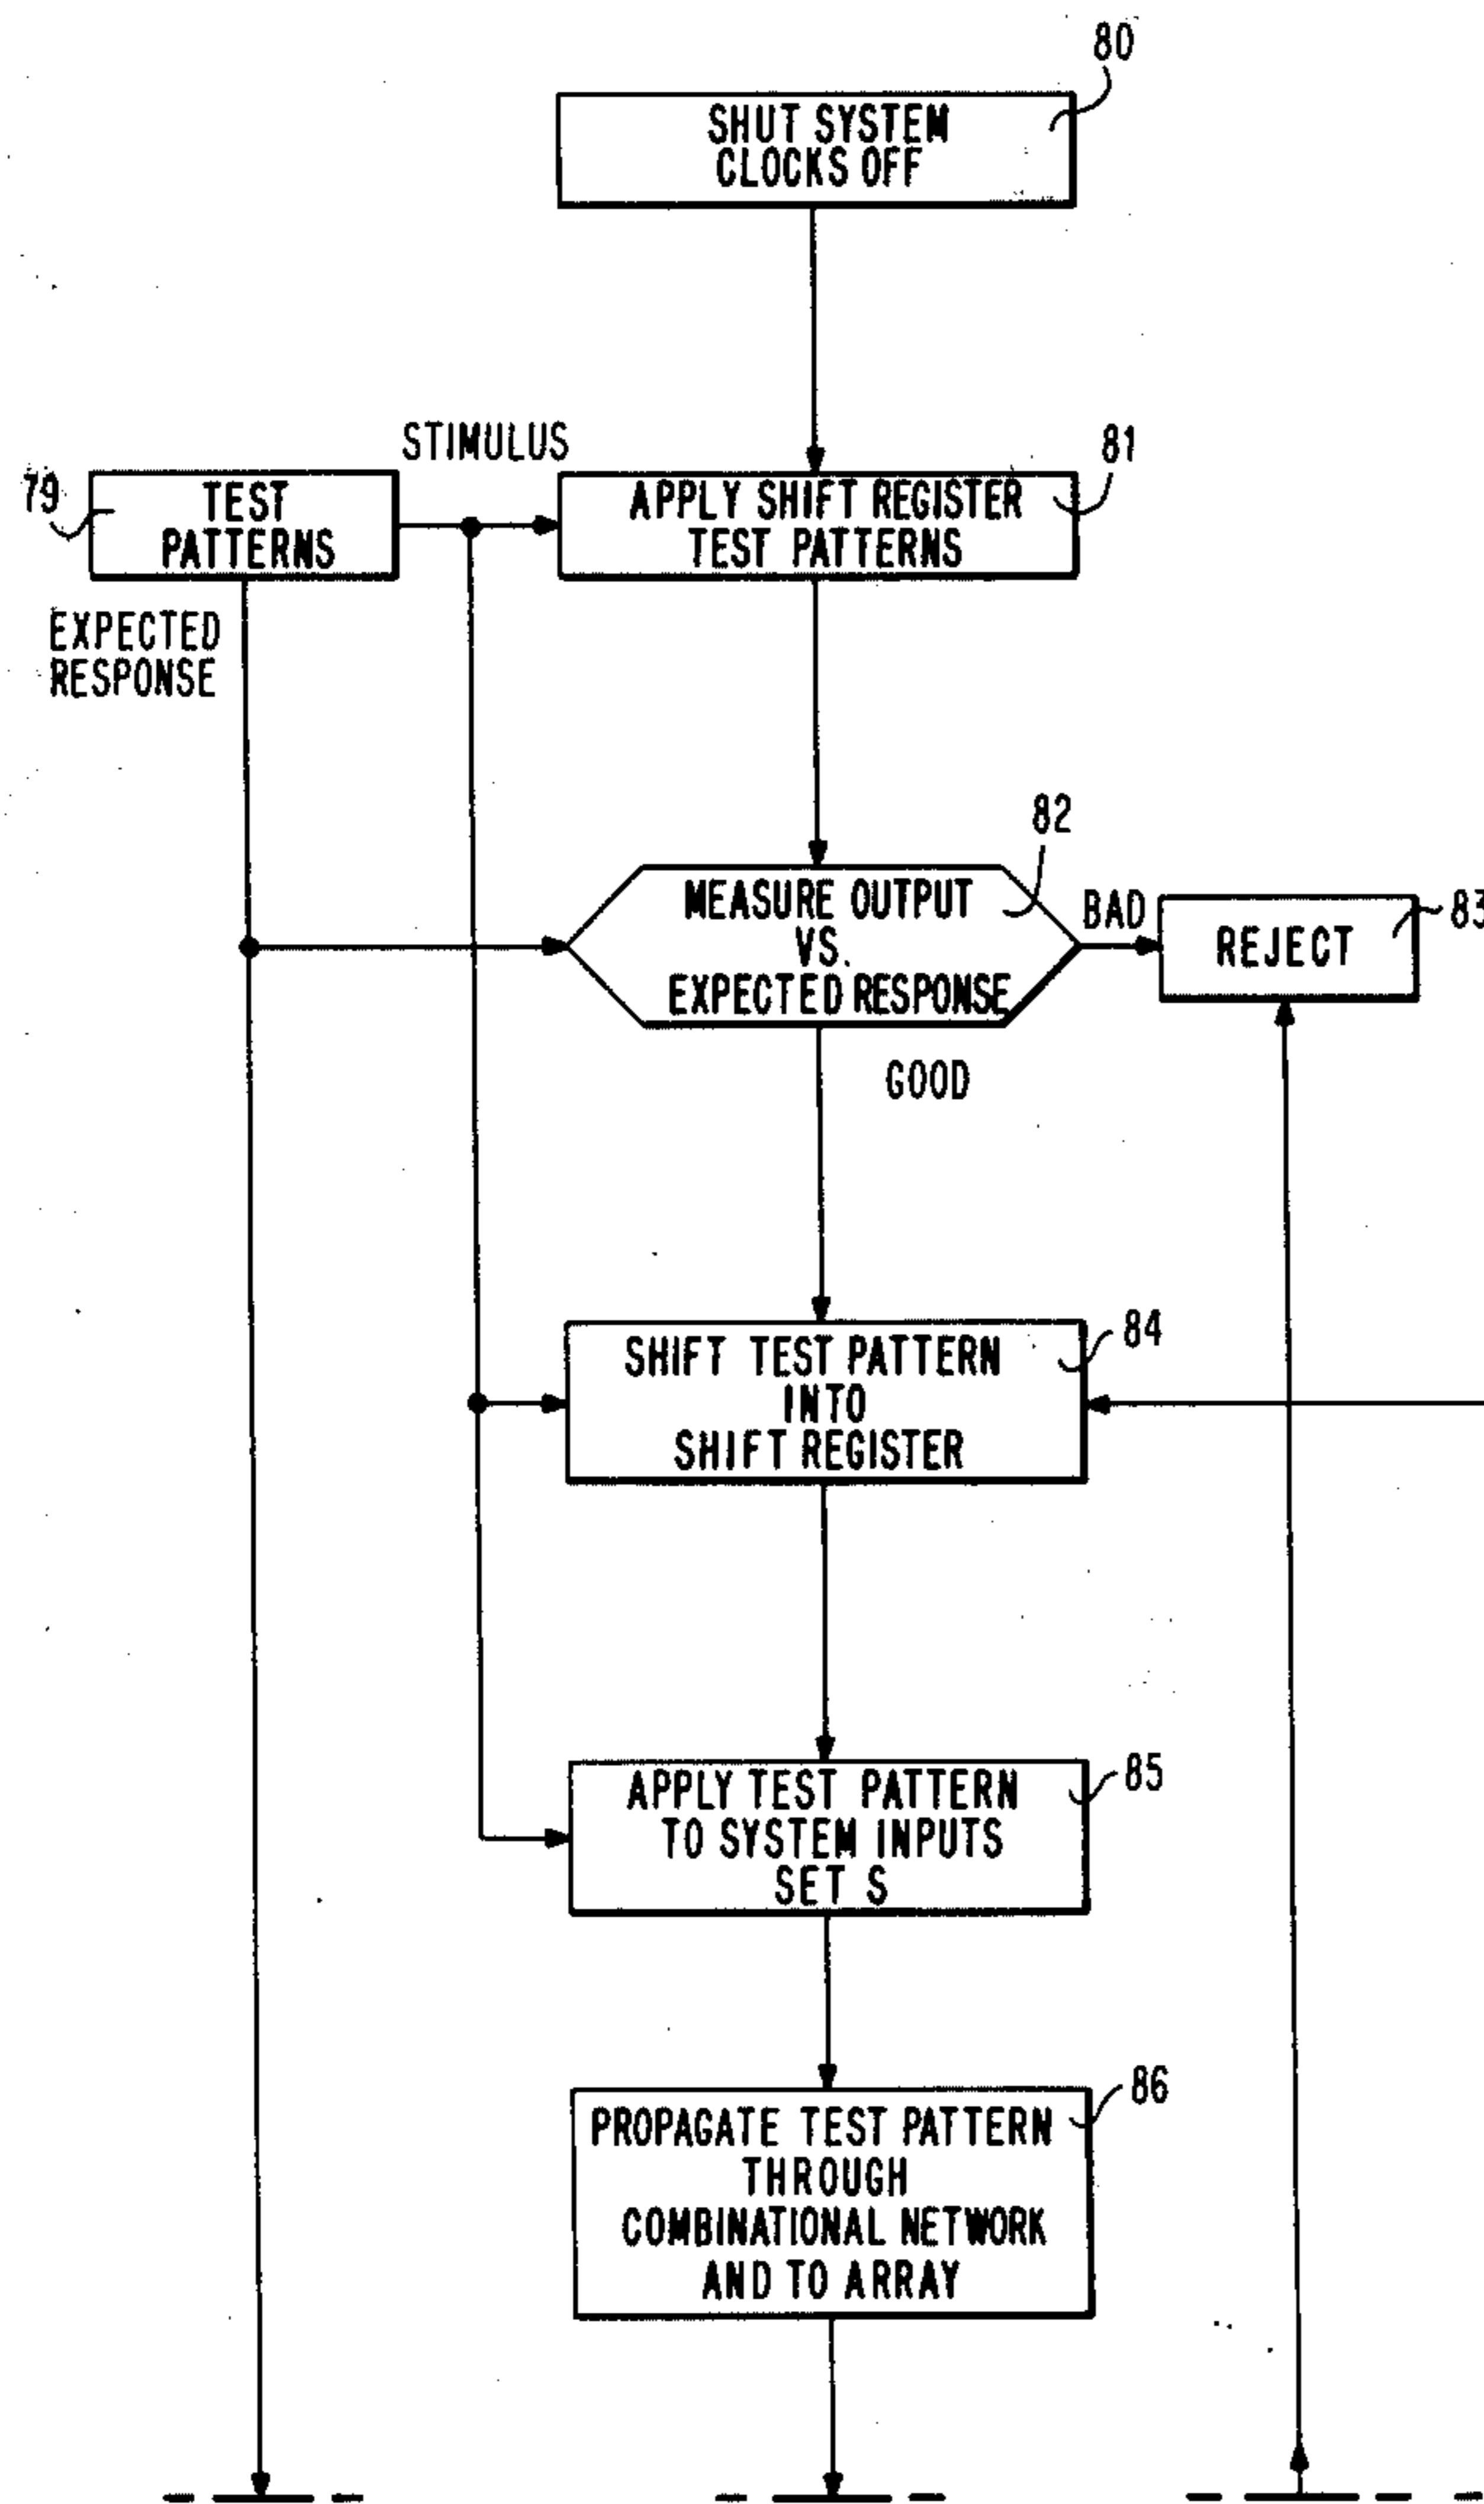 80
SHUT SYSTEM
CLOCKS OFF
STIMULUS
81
79
TEST
PATTERNS
APPLY SHIFT REGISTER
TEST PATTERNS
EXPECTED
RESPONSE
82
MEASURE OUTPUT
VS.
EXPECTED RESPONSE
BAD
REJECT
83
GOOD
84
SHIFT TEST PATTERN
INTO
SHIFT REGISTER
85
APPLY TEST PATTERN
TO SYSTEM INPUTS
SET S
86
PROPAGATE TEST PATTERN
THROUGH
COMBINATIONAL NETWORK
AND TO ARRAY